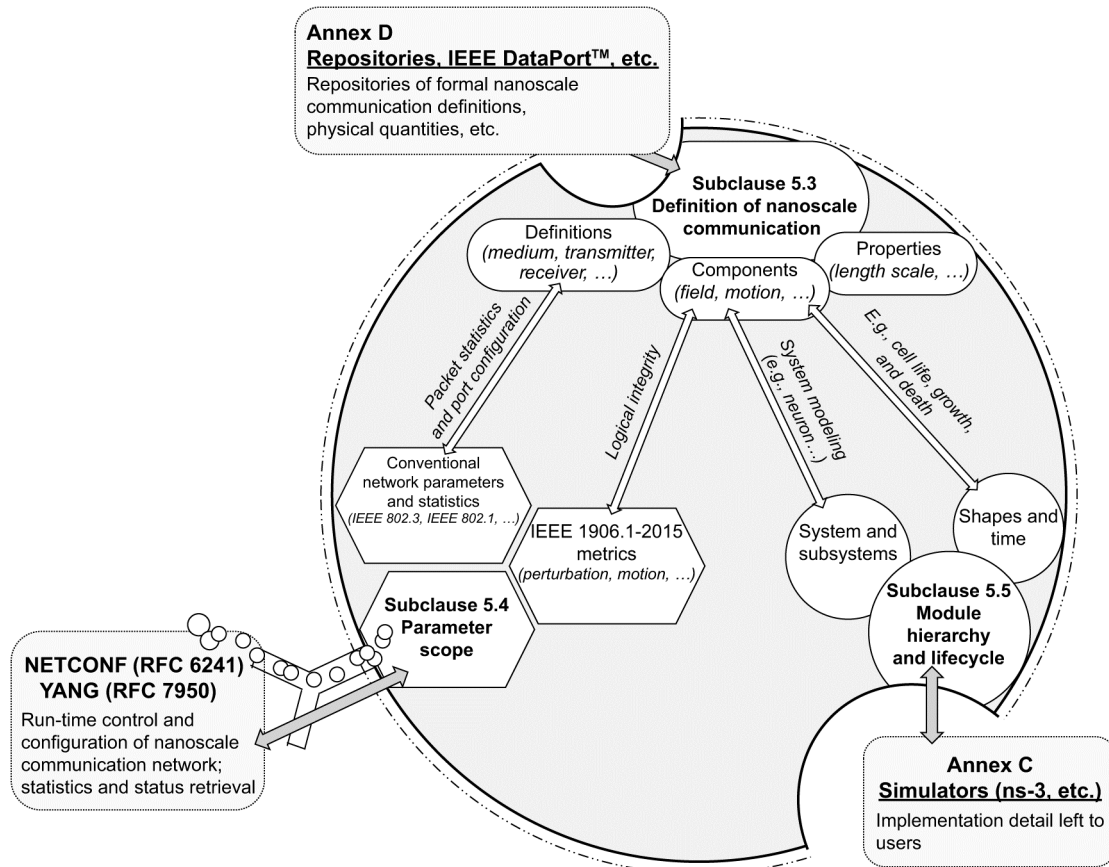 Annex D
Repositories, IEEE DataPort™, etc.
Repositories of formal nanoscale
communication definitions,
physical quantities, etc.
Subclause 5.3
Definition of nanoscale
communication
Definitions
(medium, transmitter,
receiver, …)
Components
(field, motion, …)
Properties
(length scale, …)
Packet statistics
and port configuration
Logical integrity
System modeling
(e.g., neuron…)
E.g., cell life, growth,
and death
Conventional
network parameters
and statistics
(IEEE 802.3, IEEE 802.1, …)
IEEE 1906.1-2015
metrics
(perturbation, motion, …)
System and
subsystems
Shapes and
time
Subclause 5.4
Parameter
scope
Subclause 5.5
Module
hierarchy
and lifecycle
NETCONF (RFC 6241)
YANG (RFC 7950)
Run-time control and
configuration of nanoscale
communication network;
statistics and status retrieval
Annex C
Simulators (ns-3, etc.)
Implementation detail left to
users